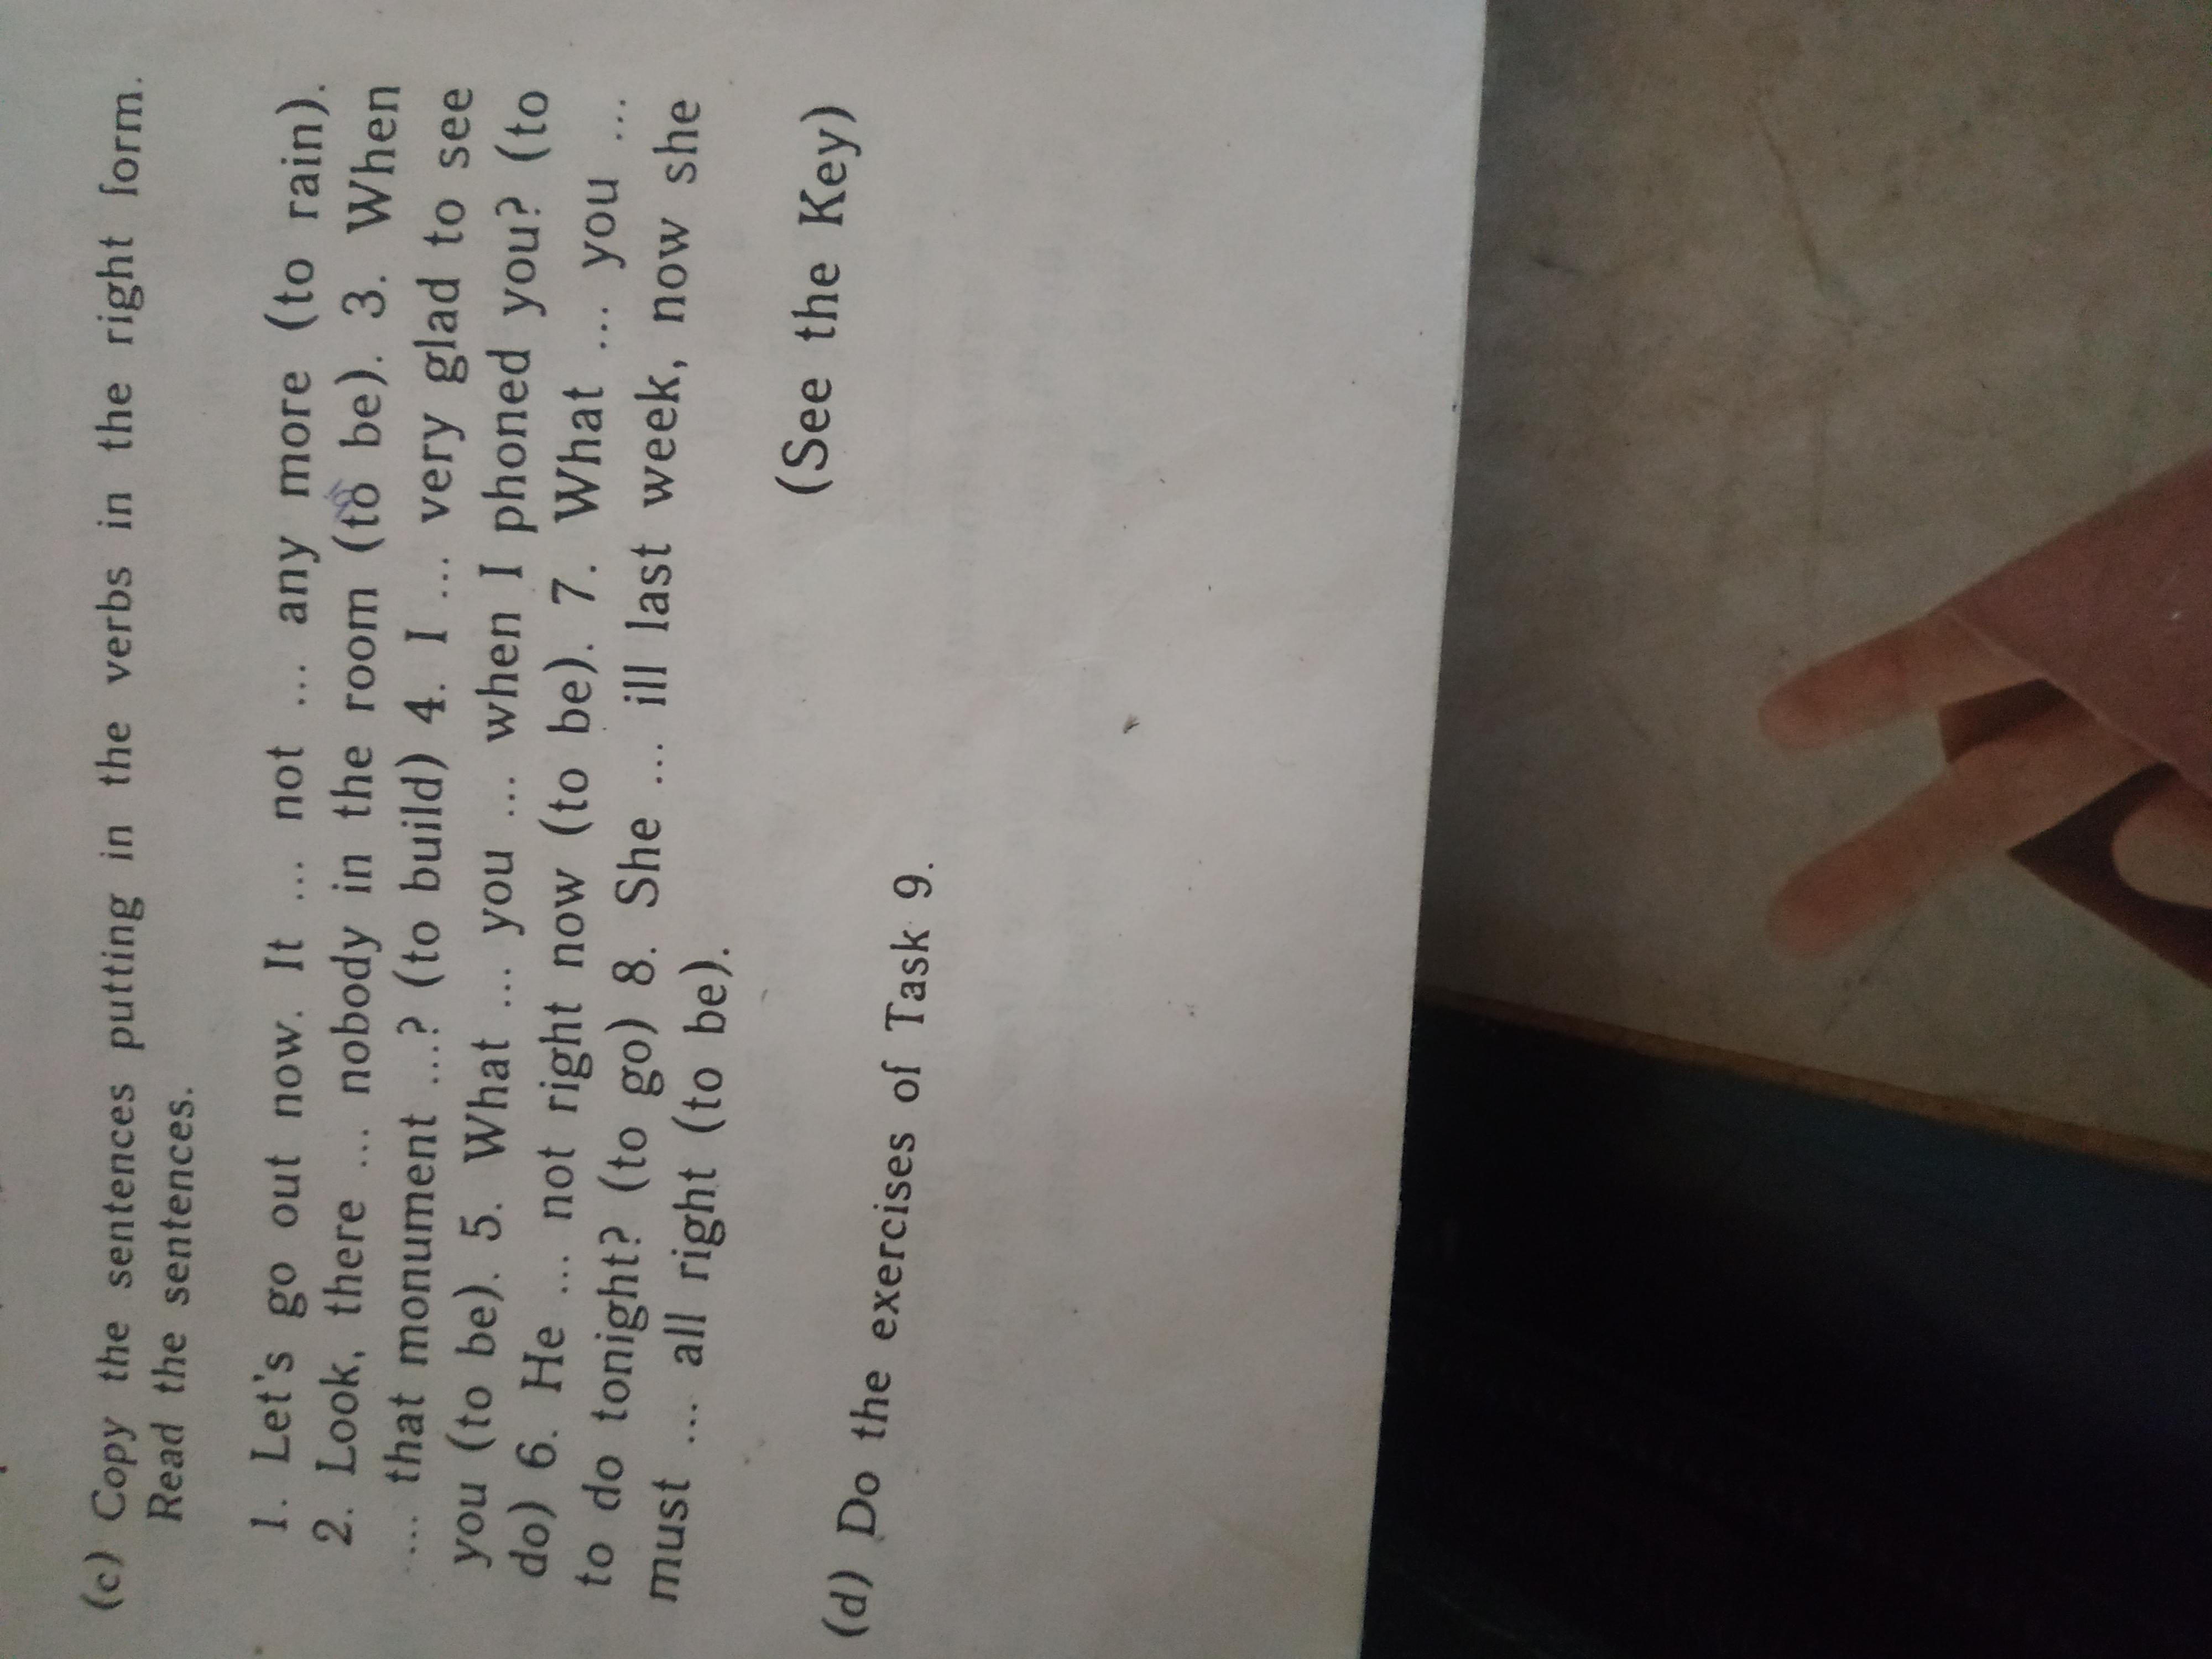 (c) Copy the sentences putting in the verbs in the right form.
Read the sentences.
1. Let's go out now. It ... not ... any more (to rain).
2. Look, there ... nobody in the room (to be). 3. When
... that monument ...? (to build) 4. I ... very glad to see
you (to be). 5. What ... you ... when I phoned you? (to
do) 6. He ... not right now (to be). 7. What ... you ...
to do tonight? (to go) 8. She ... ill last week, now she
must ... all right (to be).
(See the Key)
(d) Do the exercises of Task 9.